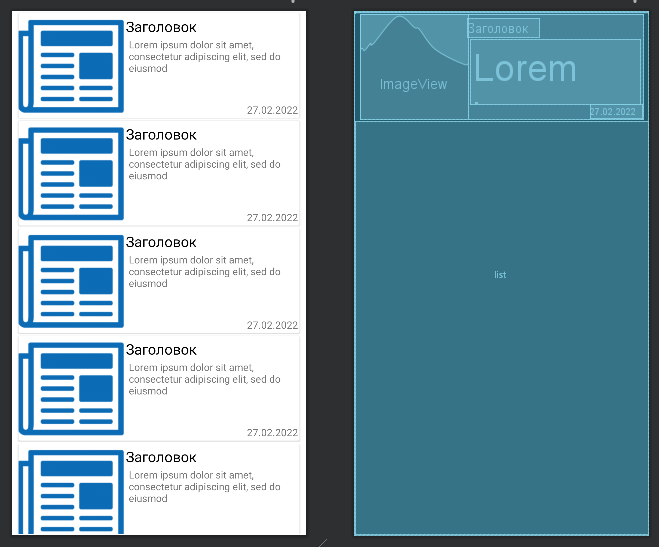 Заголовок
Lorem ipsum dolor sit amet,
consectetur adipiscing elit, sed do
eiusmod
27.02.2022
Заголовок
Lorem ipsum dolor sit amet,
consectetur adipiscing elit, sed do
eiusmod
27.02.2022
Заголовок
Lorem ipsum dolor sit amet,
consectetur adipiscing elit, sed do
eiusmod
27.02.2022
Заголовок
Lorem ipsum dolor sit amet,
consectetur adipiscing elit, sed do
eiusmod
27.02.2022
Заголовок
Lorem ipsum dolor sit amet,
consectetur adipiscing elit, sed do
eiusmod
Заголовок
Lorem
ImageView
27.02.2022
list